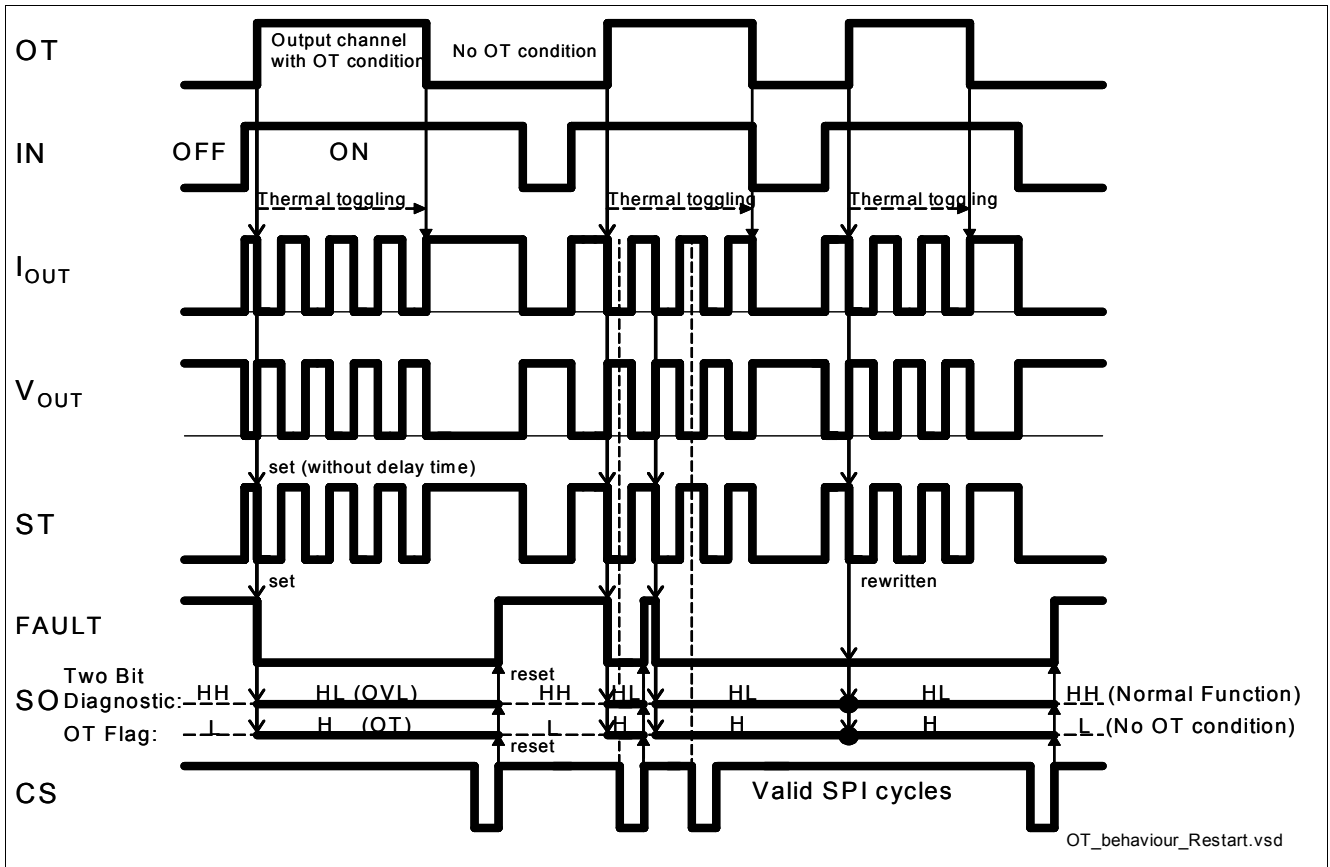 OT
Output channel
with OT condition
No OT condition
IN
OFF
ON
Thermal toggling
Thermal toggling
Thermal toggling
IOUT
VOUT
set (without delay time)
ST
set
rewritten
FAULT
Two Bit
SO Diagnostic:
HH
HL (OVL)
reset
HH
HL
HL
HL
HH (Normal Function)
OT Flag:
L
H (OT)
reset
L
H
H
H
L (No OT condition)
CS
Valid SPI cycles
OT_behaviour_Restart.vsd